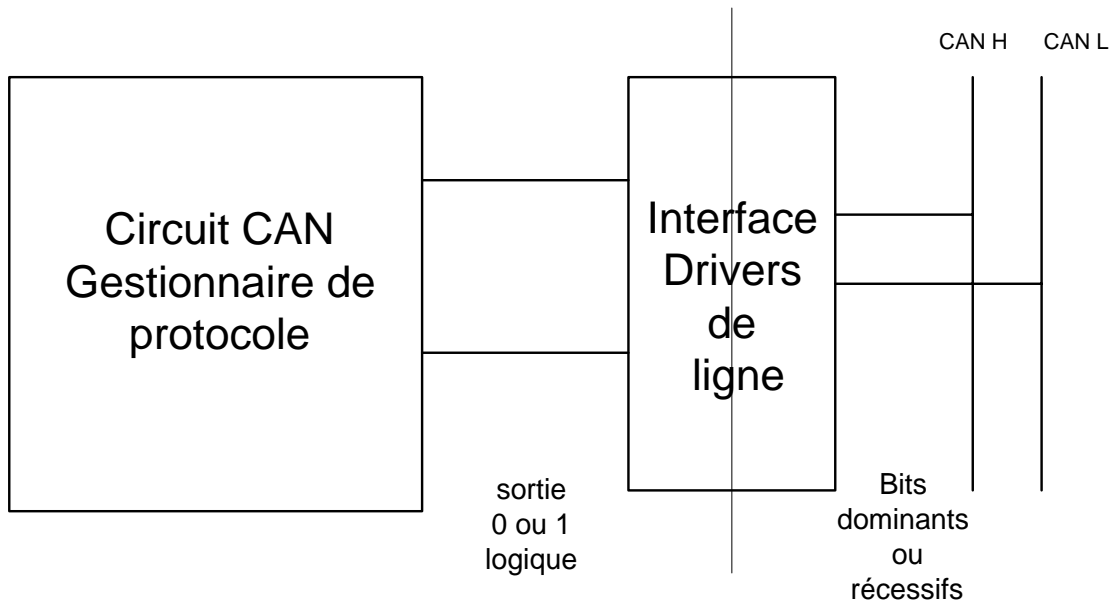 CAN H
CAN L
Circuit CAN
Gestionnaire de
protocole
Interface
Drivers
de
ligne
sortie
0 ou 1
logique
Bits
dominants
ou
récessifs